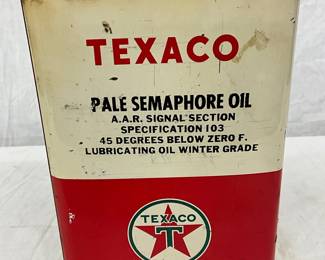 TEXACO
PALE SEMAPHORE OIL
A.A.R. SIGNAL SECTION
SPECIFICATION 103
45 DEGREES BELOW ZERO F.
LUBRICATING OIL WINTER GRADE
TEXACO
T